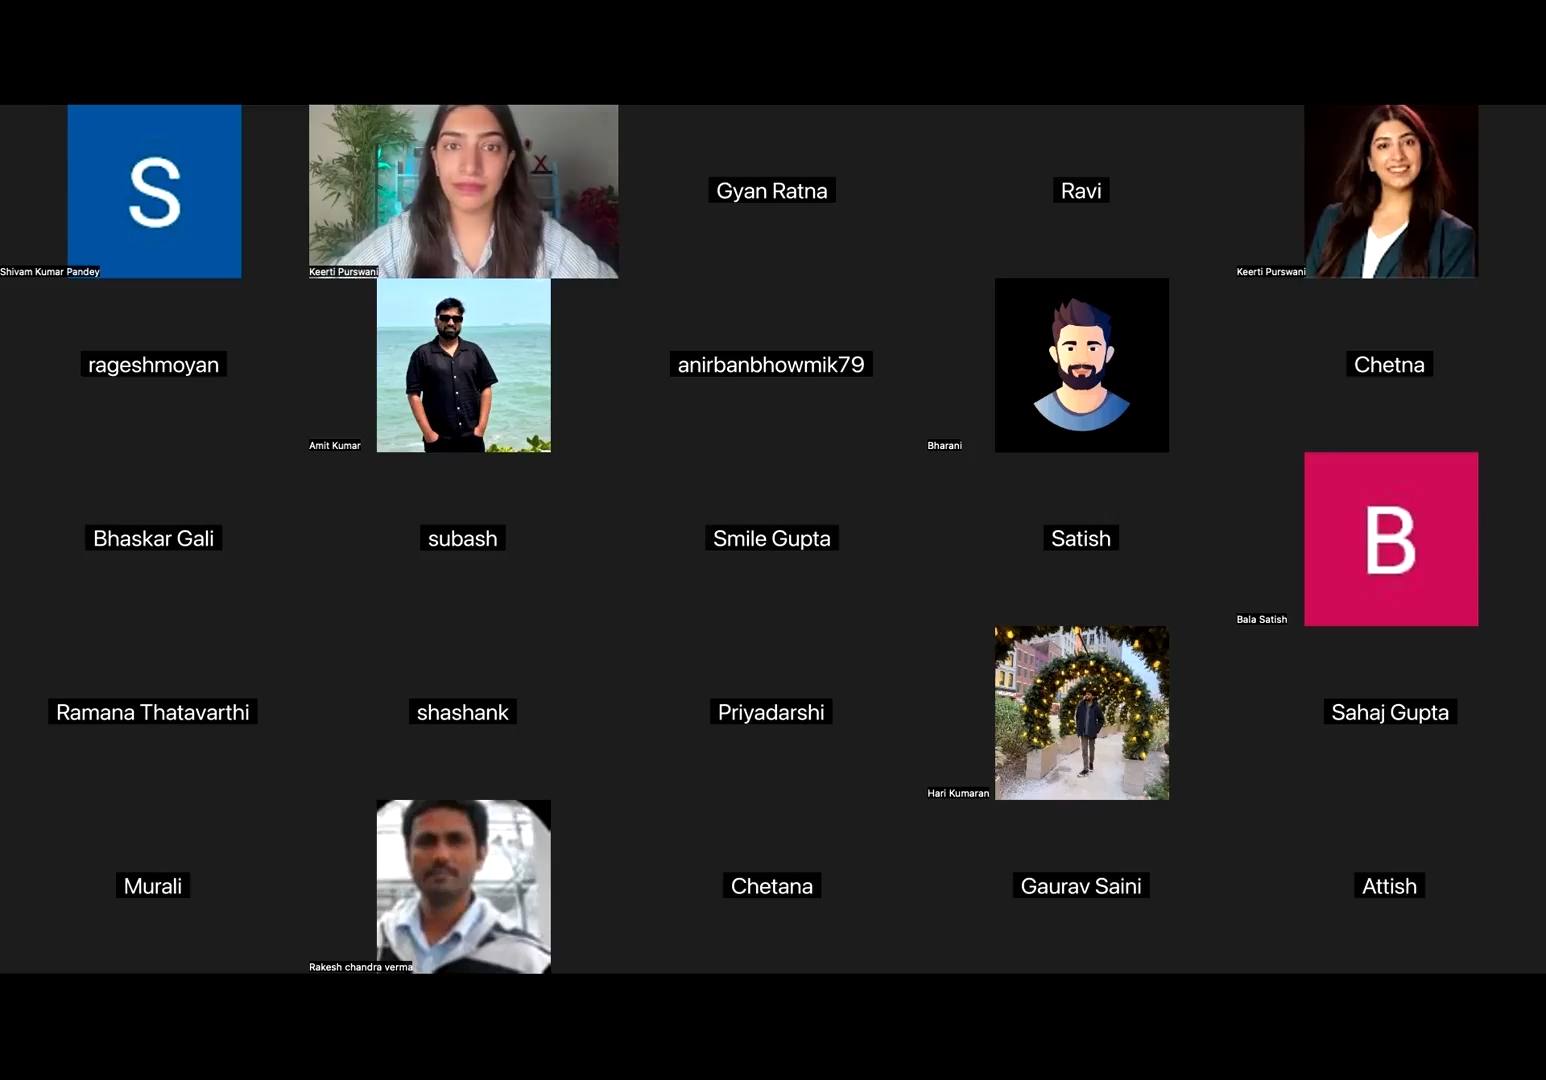 S
Shivam Kumar Pandey
Keerti Purswani
Gyan Ratna
Ravi
Keerti Purswani
rageshmoyan
Amit Kumar
anirbanbhowmik79
Bharani
Chetna
Bhaskar Gali
subash
Smile Gupta
Satish
B
Bala Satish
Ramana Thatavarthi
shashank
Priyadarshi
Hari Kumaran
Sahaj Gupta
Murali
Rakesh chandra verma
Chetana
Gaurav Saini
Attish